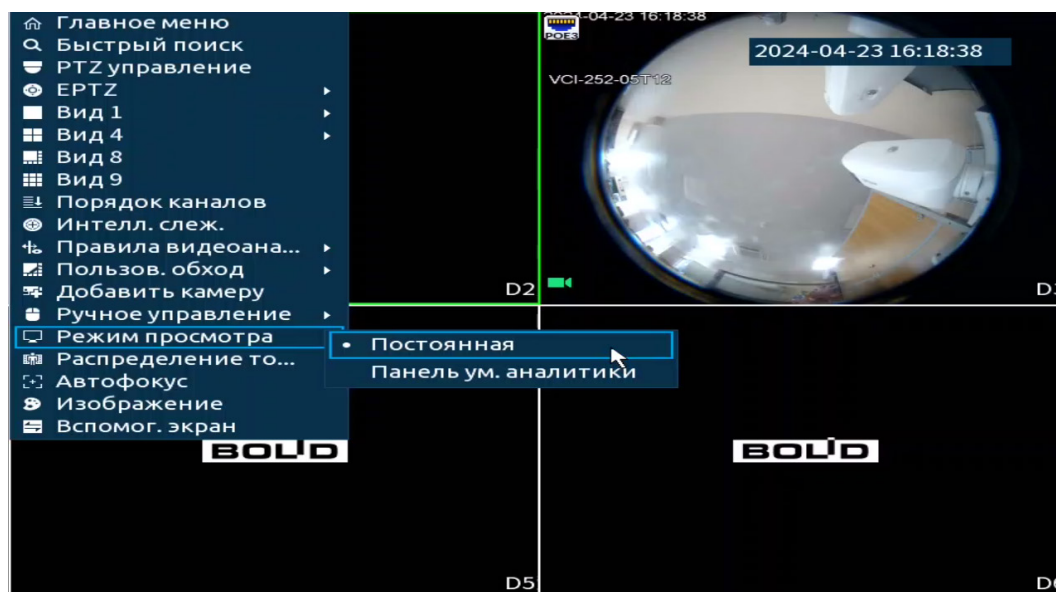 Главное меню
Быстрый поиск
PTZ управление
EPTZ
Вид 1
Вид 4
Вид 8
Вид 9
Порядок каналов
Интелл. слеж.
Правила видеоана...
Пользов. обход
Добавить камеру
Ручное управление
Режим просмотра
Распределение то...
Автофокус
Изображение
Вспомог. экран
Постоянная
Панель ум. аналитики
2024-04-23 16:18:38
POE3
2024-04-23 16:18:38
VCI-252-05T12
D2
BOLID
BOLID
D5